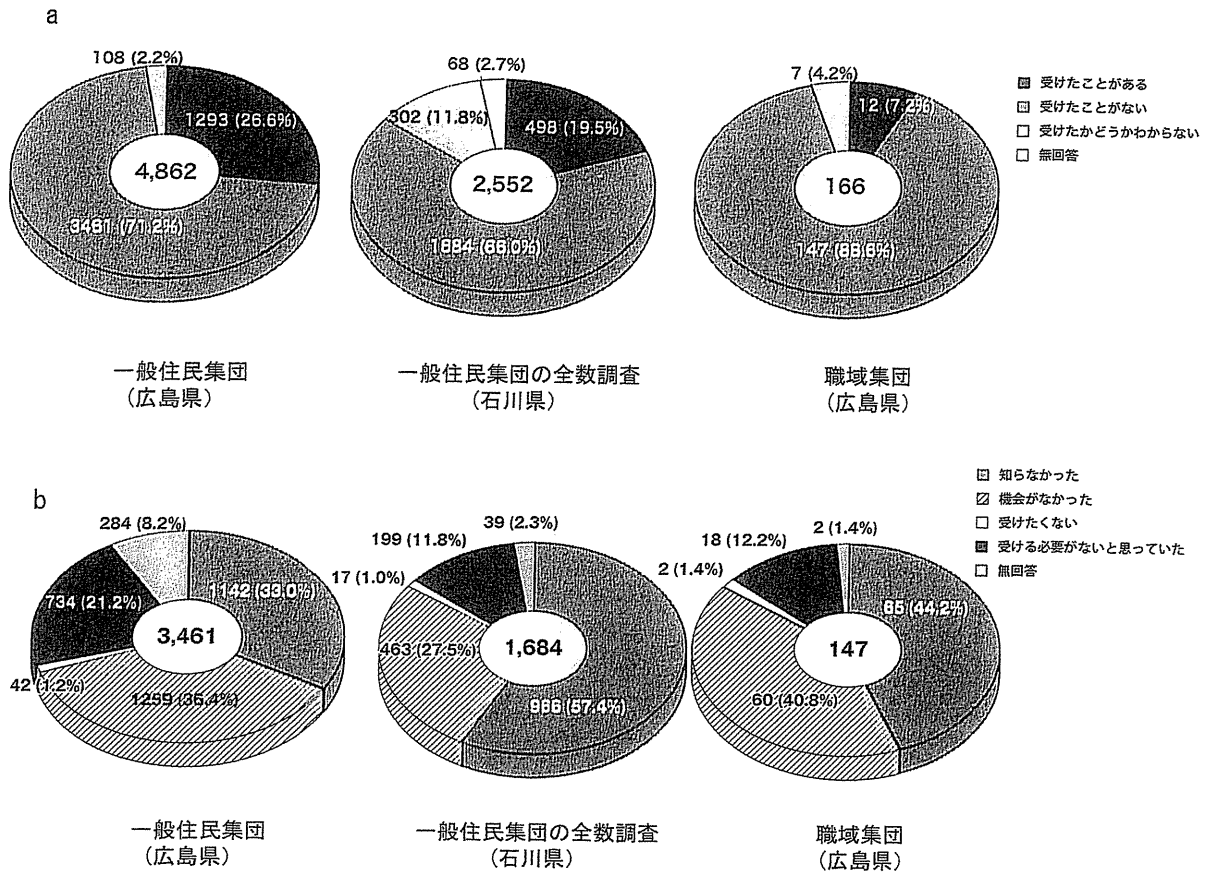 a
108 (2.2%)
1293 (26.6%)
4,862
3461 (71.2%)
一般住民集団
（広島県）
68 (2.7%)
302 (11.8%)
498 (19.5%)
2,552
1684 (66.0%)
一般住民集団の全数調査
（石川県）
7 (4.2%)
12 (7.2%)
166
147 (88.6%)
職域集団
（広島県）
受けたことがある
受けたことがない
受けたかどうかわからない
無回答
b
284 (8.2%)
1142 (33.0%)
734 (21.2%)
3,461
42 (1.2%)
1259 (36.4%)
一般住民集団
（広島県）
39 (2.3%)
199 (11.8%)
17 (1.0%)
463 (27.5%)
1,684
966 (57.4%)
一般住民集団の全数調査
（石川県）
2 (1.4%)
18 (12.2%)
2 (1.4%)
65 (44.2%)
147
60 (40.8%)
職域集団
（広島県）
知らなかった
機会がなかった
受けたくない
受ける必要がないと思っていた
無回答